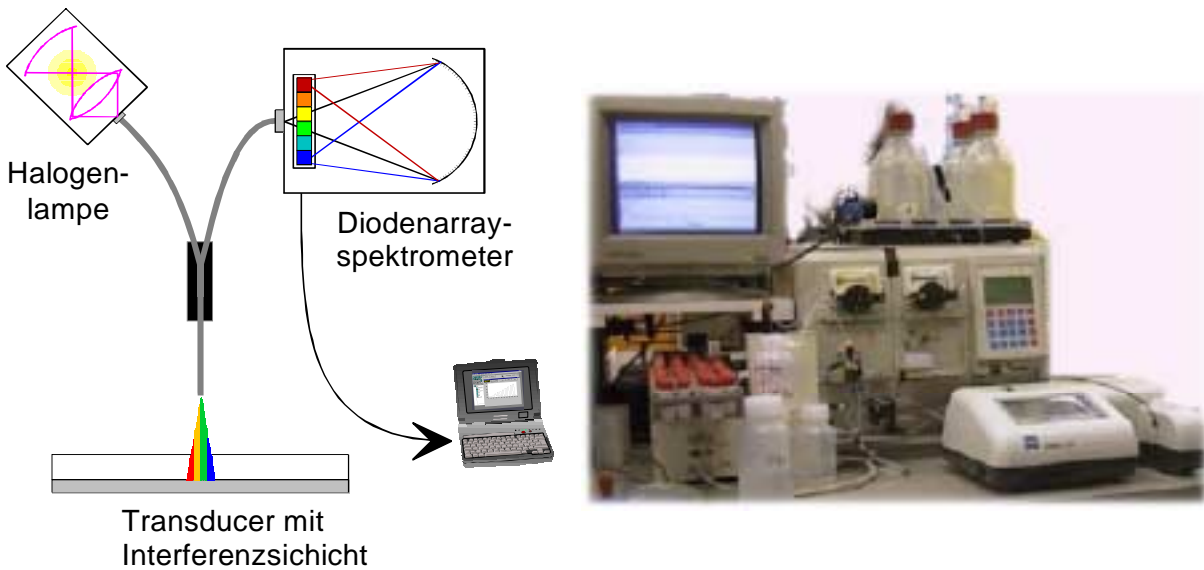 Halogen-
lampe
Diodenarray-
spektrometer
Transducer mit
Interferenzsichicht